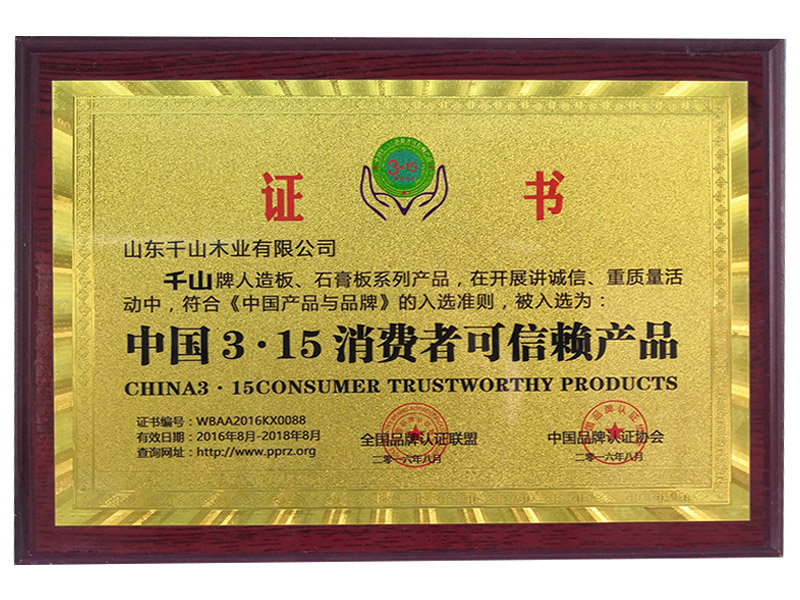 证 书
3·15
山东千山木业有限公司
千山牌人造板、石膏板系列产品，在开展讲诚信、重质量活
动中，符合《中国产品与品牌》的入选准则，被入选为：
中国3·15消费者可信赖产品
CHINA3·15CONSUMER TRUSTWORTHY PRODUCTS
证书编号：WBAA2016KX0088
有效日期：2016年8月-2018年8月
查询网址：http://www.pprz.org
全国品牌认证联盟
二零一六年八月
中国品牌认证协会
二零一六年八月